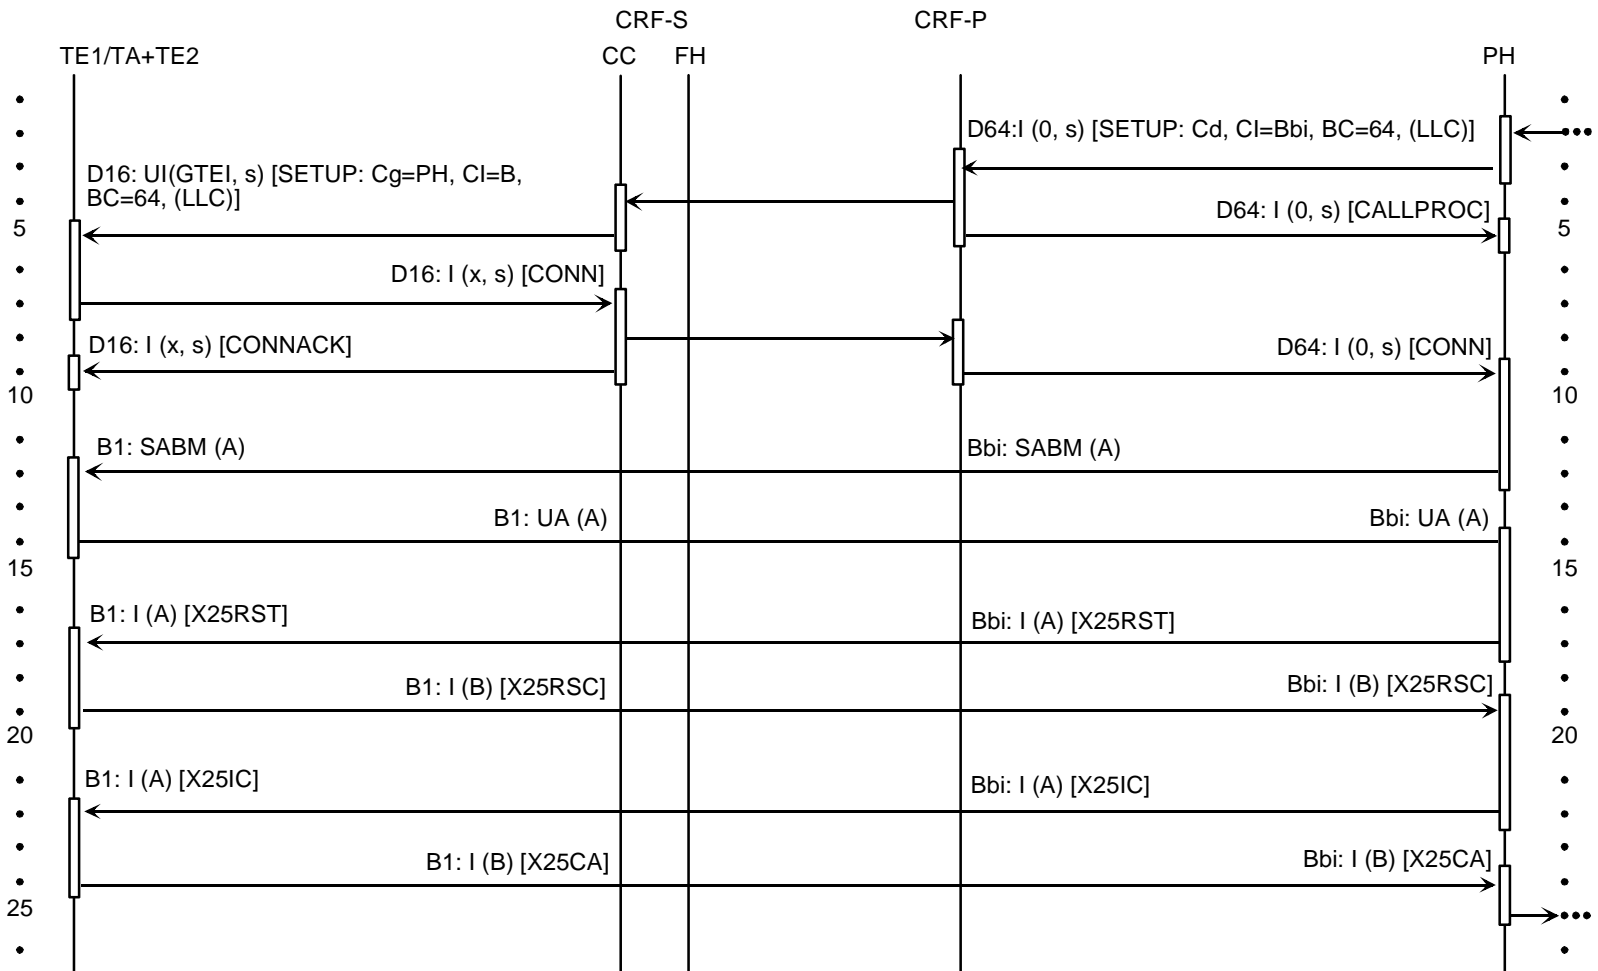 CRF-S
CRF-P
TE1/TA+TE2
CC
FH
PH
D64:I (0, s) [SETUP: Cd, CI=Bbi, BC=64, (LLC)]
D16: UI(GTEI, s) [SETUP: Cg=PH, CI=B,
BC=64, (LLC)]
D64: I (0, s) [CALLPROC]
5
5
D16: I (x, s) [CONN]
D16: I (x, s) [CONNACK]
D64: I (0, s) [CONN]
10
10
B1: SABM (A)
Bbi: SABM (A)
B1: UA (A)
Bbi: UA (A)
15
15
B1: I (A) [X25RST]
Bbi: I (A) [X25RST]
B1: I (B) [X25RSC]
Bbi: I (B) [X25RSC]
20
20
B1: I (A) [X25IC]
Bbi: I (A) [X25IC]
B1: I (B) [X25CA]
Bbi: I (B) [X25CA]
25